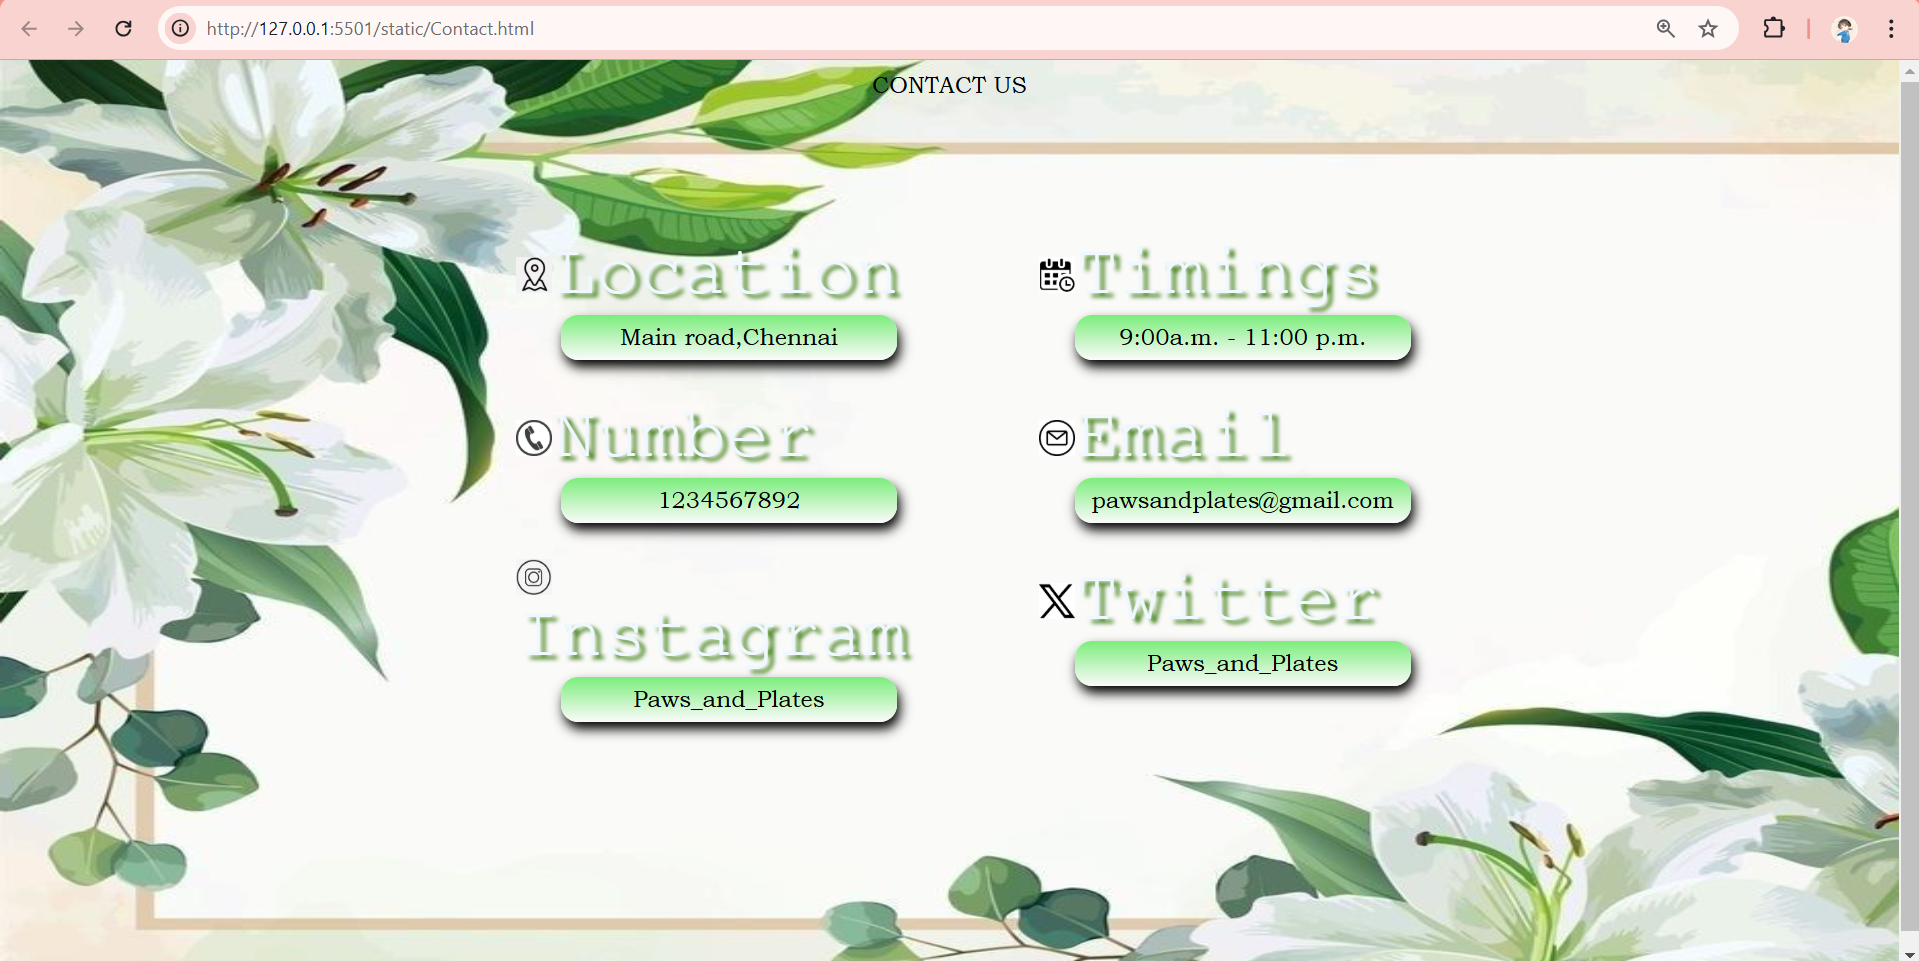 http://127.0.0.1:5501/static/Contact.html
CONTACT US
Location
Timings
Main road,Chennai
9:00a.m. - 11:00 p.m.
Number
Email
1234567892
pawsandplates@gmail.com
Instagram
Twitter
Paws_and_Plates
Paws_and_Plates